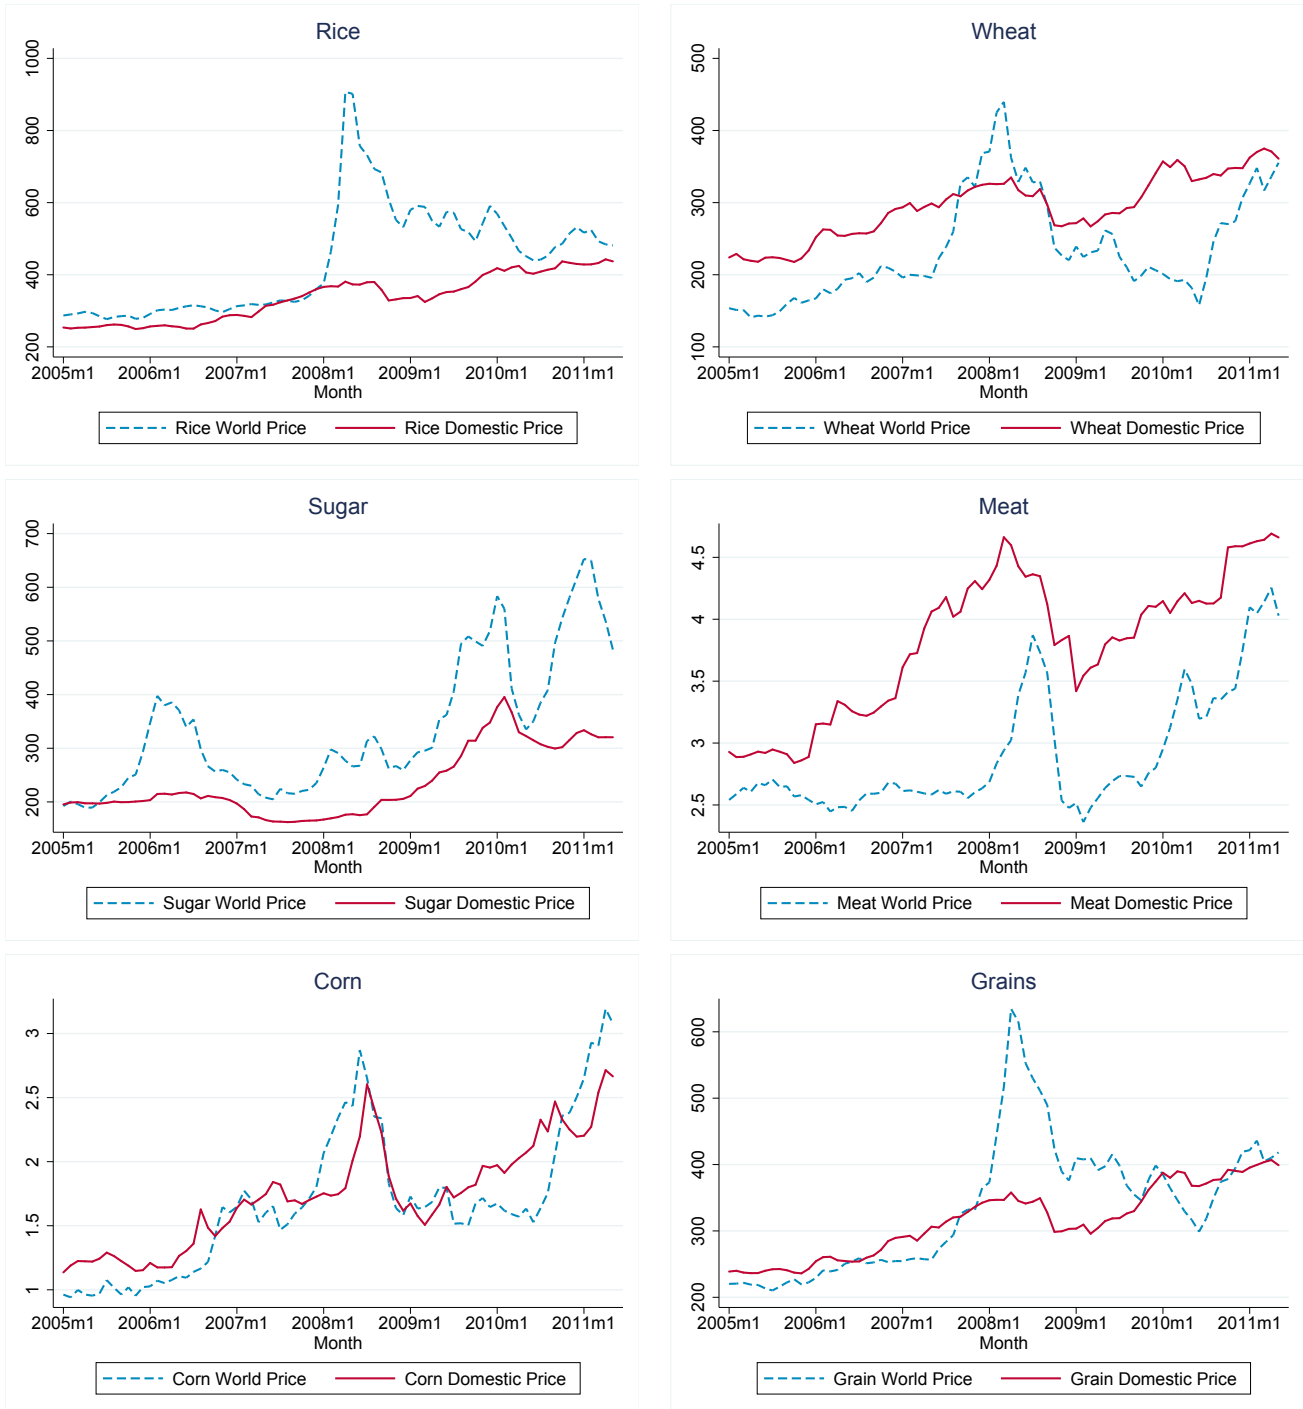 Rice
1000
800
600
400
200
2005m1 2006m1 2007m1 2008m1 2009m1 2010m1 2011m1
Month
Rice World Price Rice Domestic Price
Wheat
500
400
300
200
100
2005m1 2006m1 2007m1 2008m1 2009m1 2010m1 2011m1
Month
Wheat World Price Wheat Domestic Price
Sugar
700
600
500
400
300
200
2005m1 2006m1 2007m1 2008m1 2009m1 2010m1 2011m1
Month
Sugar World Price Sugar Domestic Price
Meat
4.5
4
3.5
3
2.5
2005m1 2006m1 2007m1 2008m1 2009m1 2010m1 2011m1
Month
Meat World Price Meat Domestic Price
Corn
3
2.5
2
1.5
1
2005m1 2006m1 2007m1 2008m1 2009m1 2010m1 2011m1
Month
Corn World Price Corn Domestic Price
Grains
600
500
400
300
200
2005m1 2006m1 2007m1 2008m1 2009m1 2010m1 2011m1
Month
Grain World Price Grain Domestic Price